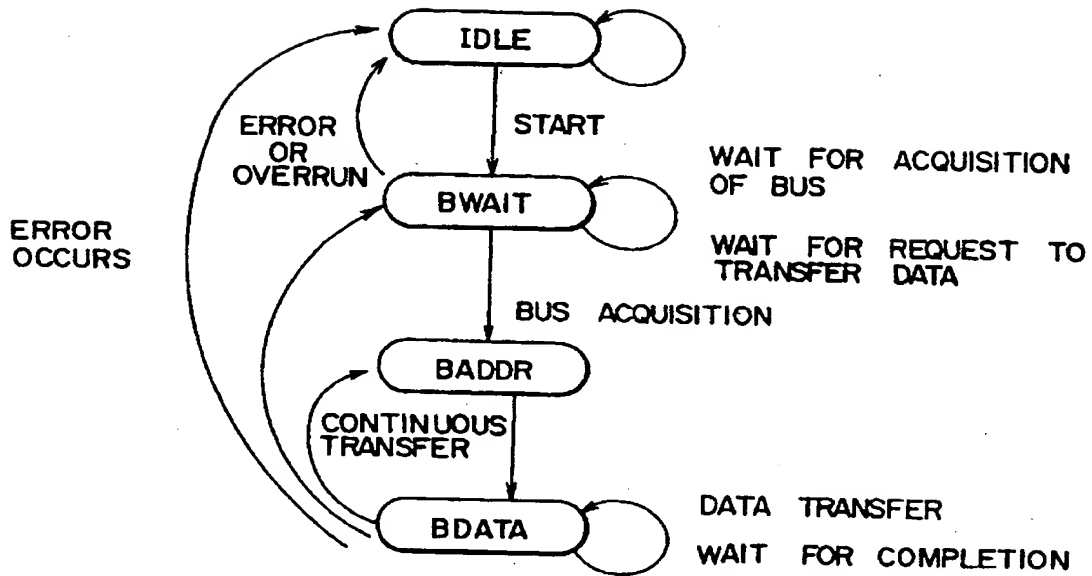 IDLE
START
ERROR
OR
OVERRUN
WAIT FOR ACQUISITION
OF BUS
BWAIT
ERROR
OCCURS
WAIT FOR REQUEST TO
TRANSFER DATA
BUS ACQUISITION
BADDR
CONTINUOUS
TRANSFER
BDATA
DATA TRANSFER
WAIT FOR COMPLETION